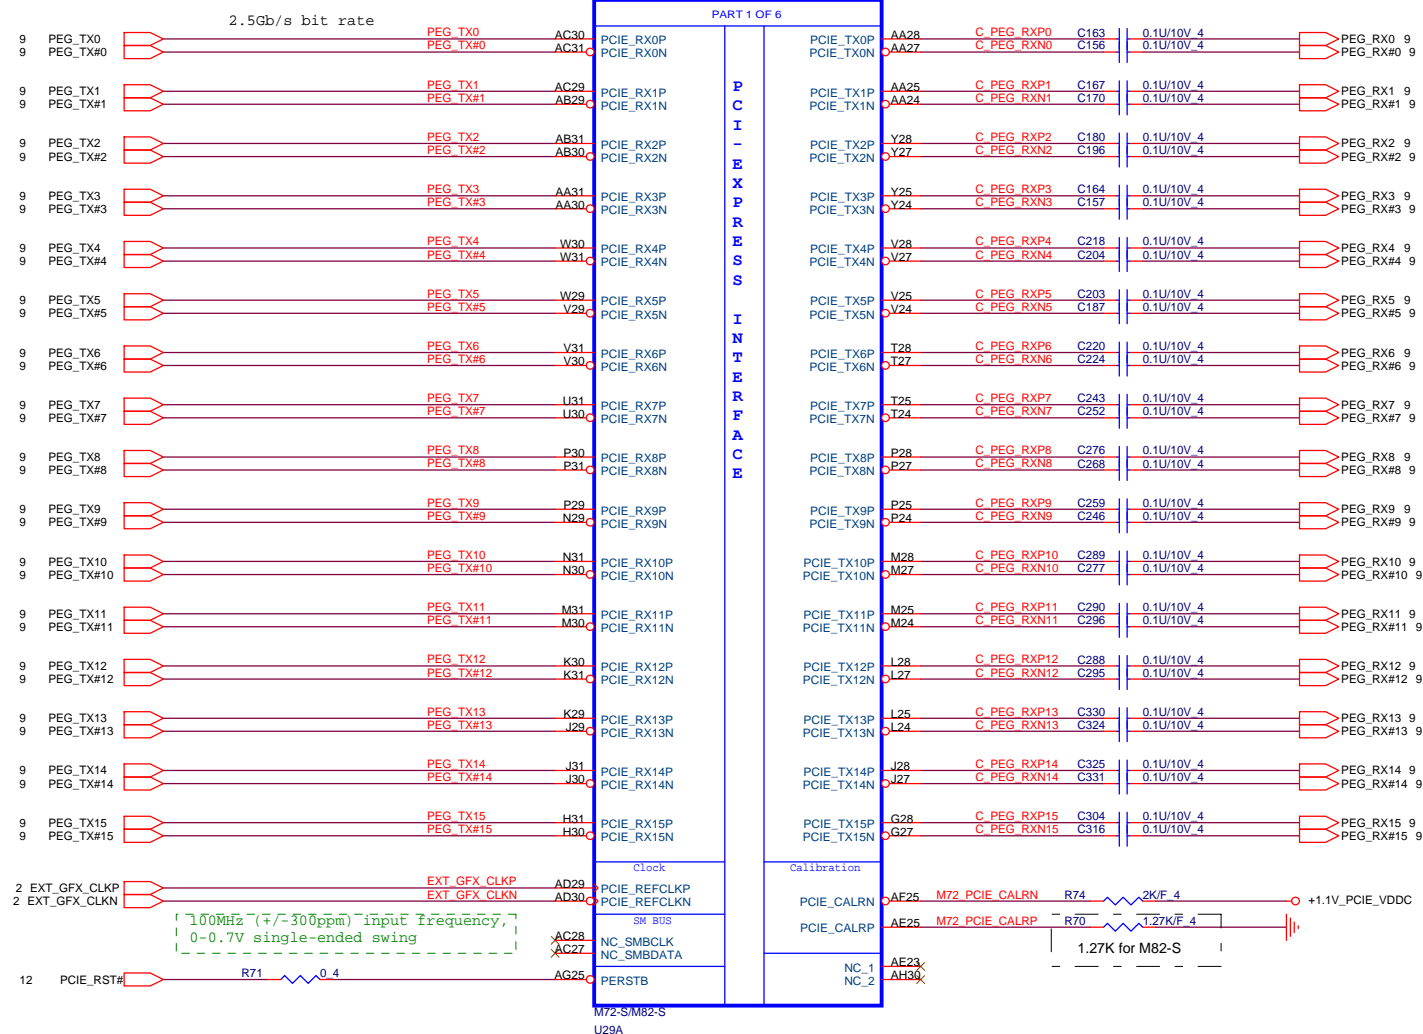 2.5Gb/s bit rate
PART 1 OF 6
9 PEG_TX0 PEG_TX0 AC30 PCIE_RX0P PCIE_TX0P AA28 C_PEG_RXP0 C163 0.1U/10V_4 PEG_RX0 9
9 PEG_TX#0 PEG_TX#0 AC31 PCIE_RX0N PCIE_TX0N AA27 C_PEG_RXN0 C156 0.1U/10V_4 PEG_RX#0 9
9 PEG_TX1 PEG_TX1 AC29 PCIE_RX1P PCIE_TX1P AA25 C_PEG_RXP1 C167 0.1U/10V_4 PEG_RX1 9
9 PEG_TX#1 PEG_TX#1 AB29 PCIE_RX1N PCIE_TX1N AA24 C_PEG_RXN1 C170 0.1U/10V_4 PEG_RX#1 9
9 PEG_TX2 PEG_TX2 AB31 PCIE_RX2P PCIE_TX2P Y28 C_PEG_RXP2 C180 0.1U/10V_4 PEG_RX2 9
9 PEG_TX#2 PEG_TX#2 AB30 PCIE_RX2N PCIE_TX2N Y27 C_PEG_RXN2 C196 0.1U/10V_4 PEG_RX#2 9
9 PEG_TX3 PEG_TX3 AA31 PCIE_RX3P PCIE_TX3P Y25 C_PEG_RXP3 C164 0.1U/10V_4 PEG_RX3 9
9 PEG_TX#3 PEG_TX#3 AA30 PCIE_RX3N PCIE_TX3N Y24 C_PEG_RXN3 C157 0.1U/10V_4 PEG_RX#3 9
9 PEG_TX4 PEG_TX4 W30 PCIE_RX4P PCIE_TX4P V28 C_PEG_RXP4 C218 0.1U/10V_4 PEG_RX4 9
9 PEG_TX#4 PEG_TX#4 W31 PCIE_RX4N PCIE_TX4N V27 C_PEG_RXN4 C204 0.1U/10V_4 PEG_RX#4 9
9 PEG_TX5 PEG_TX5 W29 PCIE_RX5P PCIE_TX5P V25 C_PEG_RXP5 C203 0.1U/10V_4 PEG_RX5 9
9 PEG_TX#5 PEG_TX#5 V29 PCIE_RX5N PCIE_TX5N V24 C_PEG_RXN5 C187 0.1U/10V_4 PEG_RX#5 9
9 PEG_TX6 PEG_TX6 V31 PCIE_RX6P PCIE_TX6P T28 C_PEG_RXP6 C220 0.1U/10V_4 PEG_RX6 9
9 PEG_TX#6 PEG_TX#6 V30 PCIE_RX6N PCIE_TX6N T27 C_PEG_RXN6 C224 0.1U/10V_4 PEG_RX#6 9
9 PEG_TX7 PEG_TX7 U31 PCIE_RX7P PCIE_TX7P T25 C_PEG_RXP7 C243 0.1U/10V_4 PEG_RX7 9
9 PEG_TX#7 PEG_TX#7 U30 PCIE_RX7N PCIE_TX7N T24 C_PEG_RXN7 C252 0.1U/10V_4 PEG_RX#7 9
9 PEG_TX8 PEG_TX8 P30 PCIE_RX8P PCIE_TX8P P28 C_PEG_RXP8 C276 0.1U/10V_4 PEG_RX8 9
9 PEG_TX#8 PEG_TX#8 P31 PCIE_RX8N PCIE_TX8N P27 C_PEG_RXN8 C268 0.1U/10V_4 PEG_RX#8 9
9 PEG_TX9 PEG_TX9 P29 PCIE_RX9P PCIE_TX9P P25 C_PEG_RXP9 C259 0.1U/10V_4 PEG_RX9 9
9 PEG_TX#9 PEG_TX#9 N29 PCIE_RX9N PCIE_TX9N P24 C_PEG_RXN9 C246 0.1U/10V_4 PEG_RX#9 9
9 PEG_TX10 PEG_TX10 N31 PCIE_RX10P PCIE_TX10P M28 C_PEG_RXP10 C289 0.1U/10V_4 PEG_RX10 9
9 PEG_TX#10 PEG_TX#10 N30 PCIE_RX10N PCIE_TX10N M27 C_PEG_RXN10 C277 0.1U/10V_4 PEG_RX#10 9
9 PEG_TX11 PEG_TX11 M31 PCIE_RX11P PCIE_TX11P M25 C_PEG_RXP11 C290 0.1U/10V_4 PEG_RX11 9
9 PEG_TX#11 PEG_TX#11 M30 PCIE_RX11N PCIE_TX11N M24 C_PEG_RXN11 C296 0.1U/10V_4 PEG_RX#11 9
9 PEG_TX12 PEG_TX12 K30 PCIE_RX12P PCIE_TX12P L28 C_PEG_RXP12 C288 0.1U/10V_4 PEG_RX12 9
9 PEG_TX#12 PEG_TX#12 K31 PCIE_RX12N PCIE_TX12N L27 C_PEG_RXN12 C295 0.1U/10V_4 PEG_RX#12 9
9 PEG_TX13 PEG_TX13 K29 PCIE_RX13P PCIE_TX13P L25 C_PEG_RXP13 C330 0.1U/10V_4 PEG_RX13 9
9 PEG_TX#13 PEG_TX#13 J29 PCIE_RX13N PCIE_TX13N L24 C_PEG_RXN13 C324 0.1U/10V_4 PEG_RX#13 9
9 PEG_TX14 PEG_TX14 J31 PCIE_RX14P PCIE_TX14P J28 C_PEG_RXP14 C325 0.1U/10V_4 PEG_RX14 9
9 PEG_TX#14 PEG_TX#14 J30 PCIE_RX14N PCIE_TX14N J27 C_PEG_RXN14 C331 0.1U/10V_4 PEG_RX#14 9
9 PEG_TX15 PEG_TX15 H31 PCIE_RX15P PCIE_TX15P G28 C_PEG_RXP15 C304 0.1U/10V_4 PEG_RX15 9
9 PEG_TX#15 PEG_TX#15 H30 PCIE_RX15N PCIE_TX15N G27 C_PEG_RXN15 C316 0.1U/10V_4 PEG_RX#15 9
PCI-EXPRESS INTERFACE
Clock Calibration
2 EXT_GFX_CLKP EXT_GFX_CLKP AD29 PCIE_REFCLKP
2 EXT_GFX_CLKN EXT_GFX_CLKN AD30 PCIE_REFCLKN PCIE_CALRN AF25 M72_PCIE_CALRN R74 2K/F_4 +1.1V_PCIE_VDDC
100MHz (+/-300ppm) input frequency,
0-0.7V single-ended swing
SM BUS
PCIE_CALRP AE25 M72_PCIE_CALRP R70 1.27K/F_4
1.27K for M82-S
AC28 NC_SMBCLK
AC27 NC_SMBDATA
NC_1 AF23
NC_2 AH30
12 PCIE_RST# R71 0_4 AG25 PERSTB
M72-S/M82-S
U29A